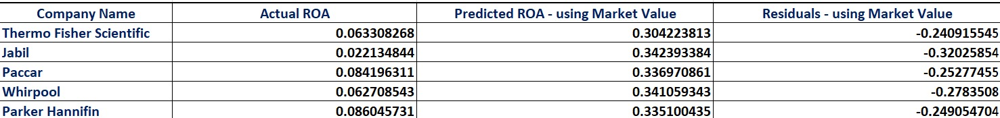 Company Name Actual ROA Predicted ROA - using Market Value Residuals - using Market Value
Thermo Fisher Scientific 0.063308268 0.304223813 -0.240915545
Jabil 0.022134844 0.342393384 -0.32025854
Paccar 0.084196311 0.336970861 -0.25277455
Whirpool 0.062708543 0.341059343 -0.2783508
Parker Hannifin 0.086045731 0.335100435 -0.249054704